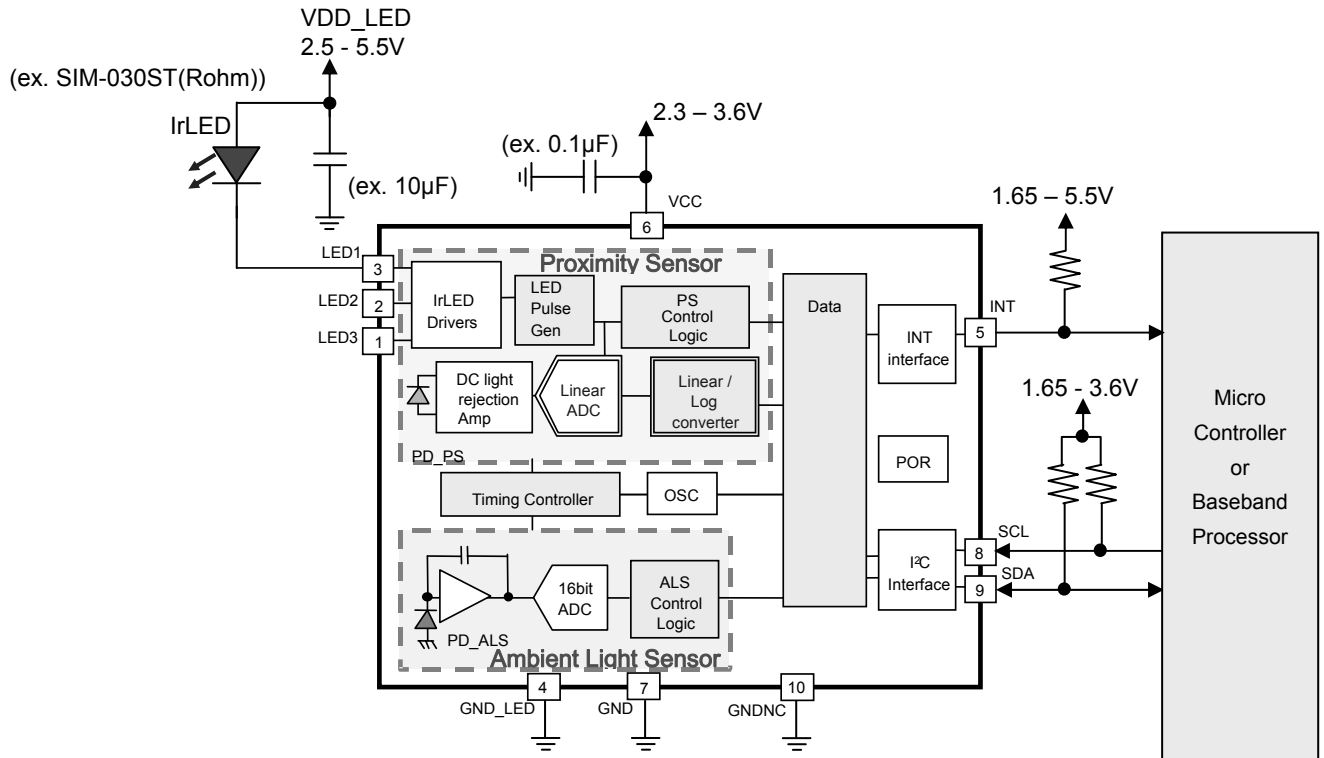 VDD_LED
2.5 - 5.5V
(ex. SIM-030ST(Rohm))
IrLED
(ex. 10µF)
2.3 – 3.6V
(ex. 0.1µF)
VCC
6
1.65 – 5.5V
LED1
3
LED2
2
LED3
1
Proximity Sensor
IrLED
Drivers
LED
Pulse
Gen
PS
Control
Logic
DC light
rejection
Amp
Linear
ADC
Linear /
Log
converter
PD_PS
Data
INT
interface
INT
5
1.65 - 3.6V
POR
Timing Controller
OSC
I²C
Interface
SCL
8
SDA
9
16bit
ADC
ALS
Control
Logic
PD_ALS
Ambient Light Sensor
4
GND_LED
7
GND
10
GNDNC
Micro
Controller
or
Baseband
Processor